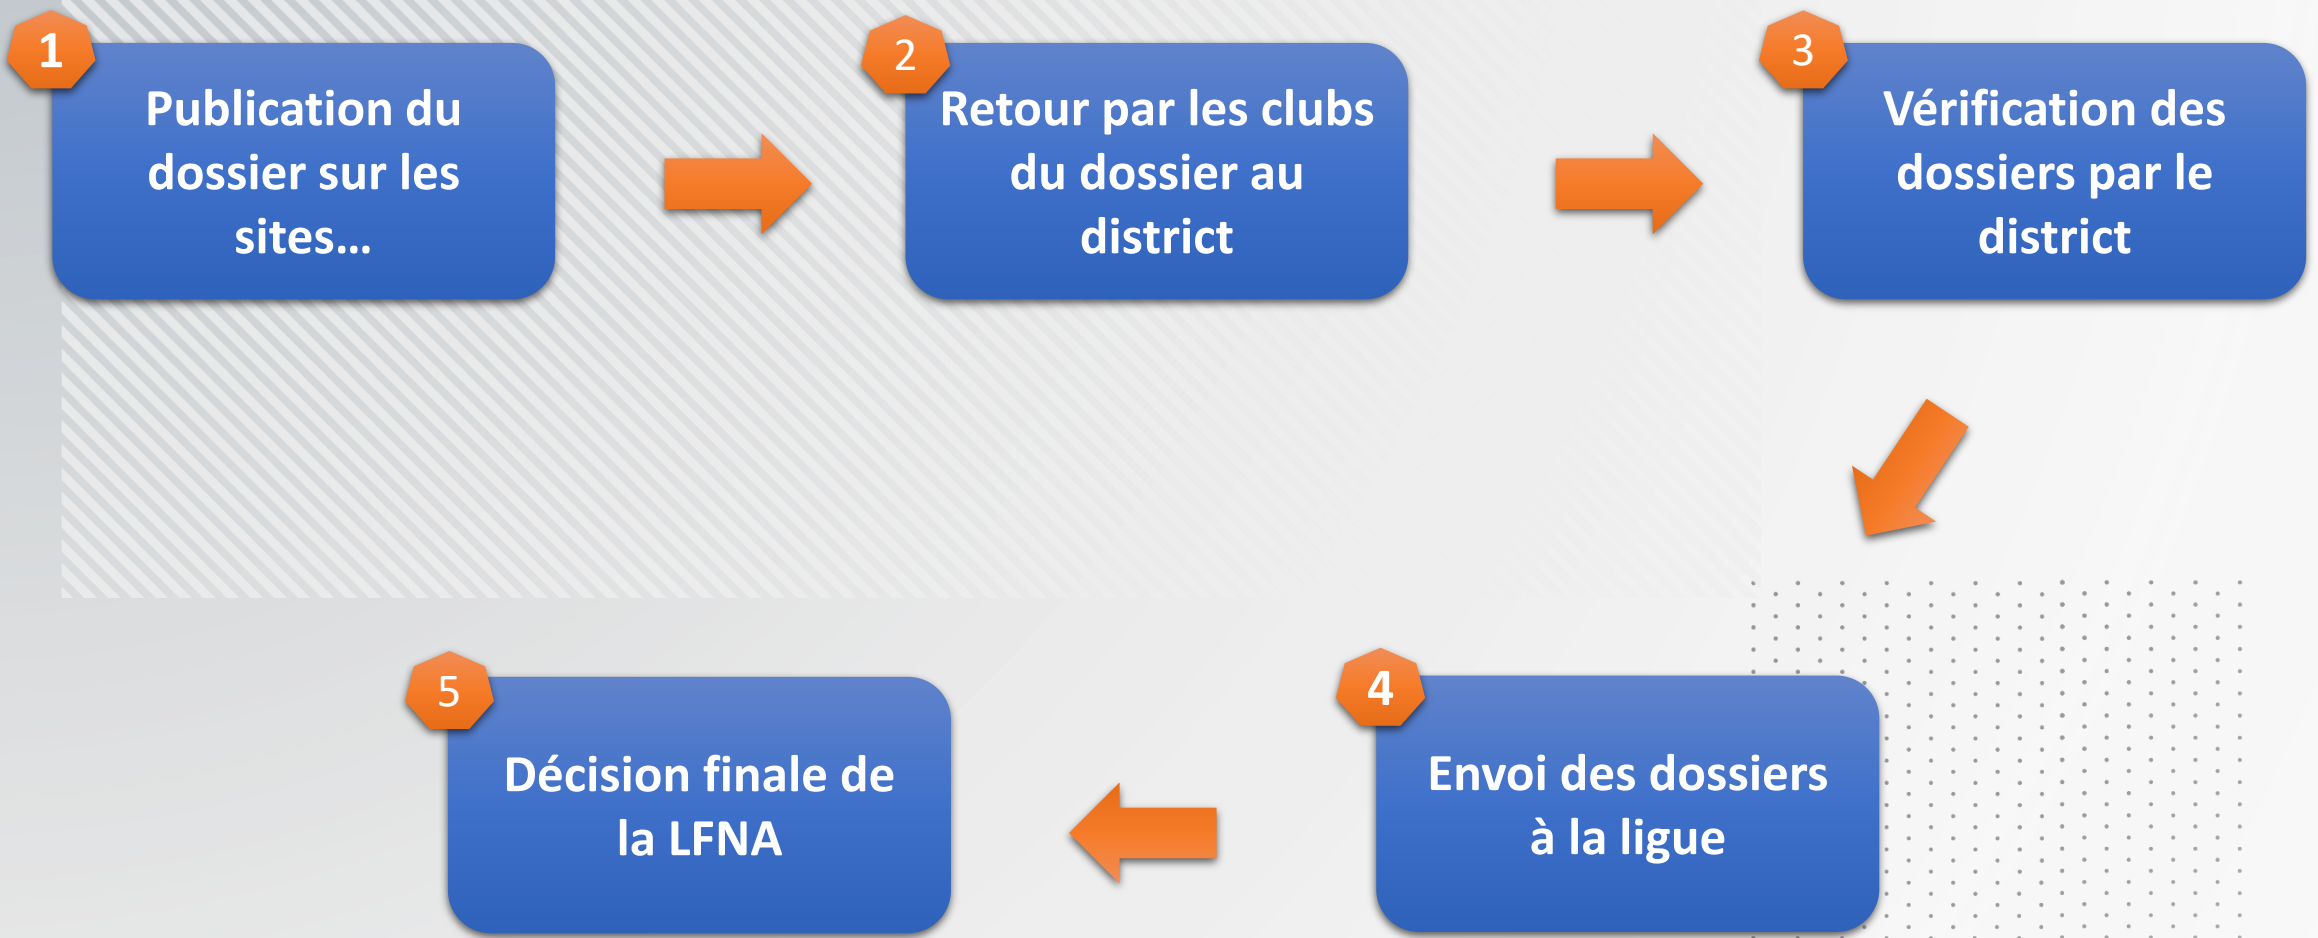 1
Publication du
dossier sur les
sites...
2
Retour par les clubs
du dossier au
district
3
Vérification des
dossiers par le
district
4
Envoi des dossiers
à la ligue
5
Décision finale de
la LFNA